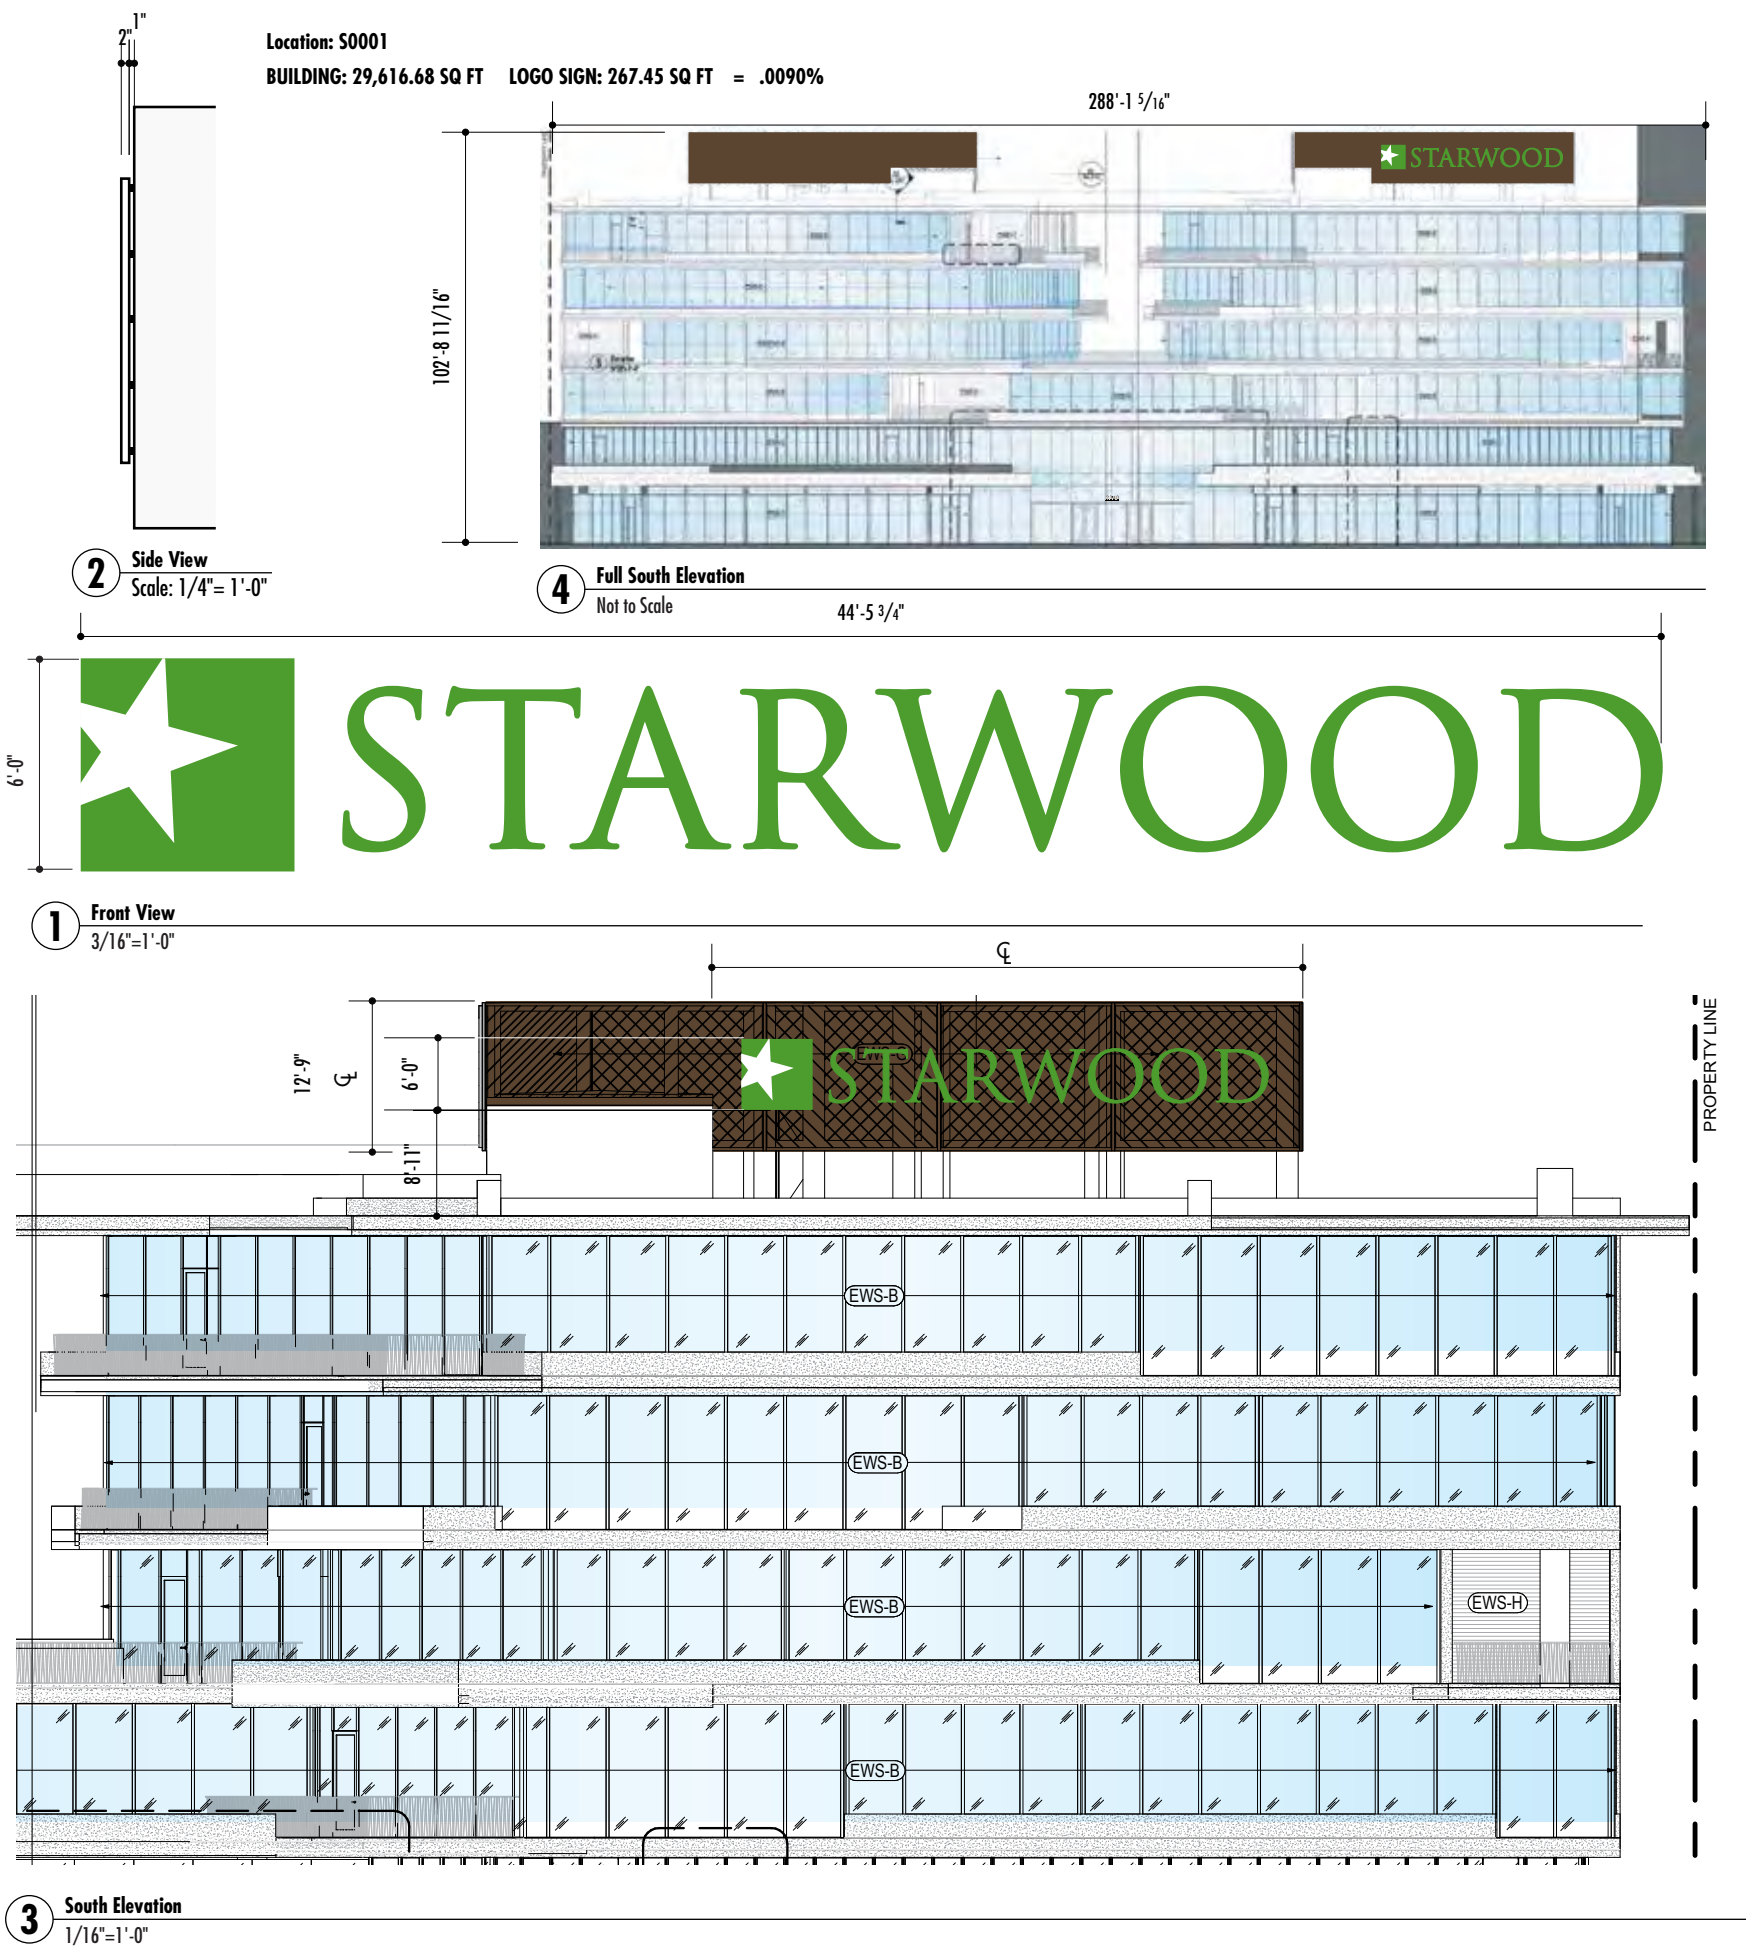 1"
2"
Location: S0001
BUILDING: 29,616.68 SQ FT LOGO SIGN: 267.45 SQ FT = .0090%
288'-1 5/16"
STARWOOD
102'-8 11/16"
2
Side View
Scale: 1/4"= 1'-0"
4
Full South Elevation
Not to Scale
44'-5 3/4"
6'-0"
STARWOOD
1
Front View
3/16"=1'-0"
℄
12'-9"
℄
6'-0"
8'-11"
EWS-G
STARWOOD
PROPERTY LINE
EWS-B
EWS-B
EWS-B
EWS-H
EWS-B
3
South Elevation
1/16"=1'-0"